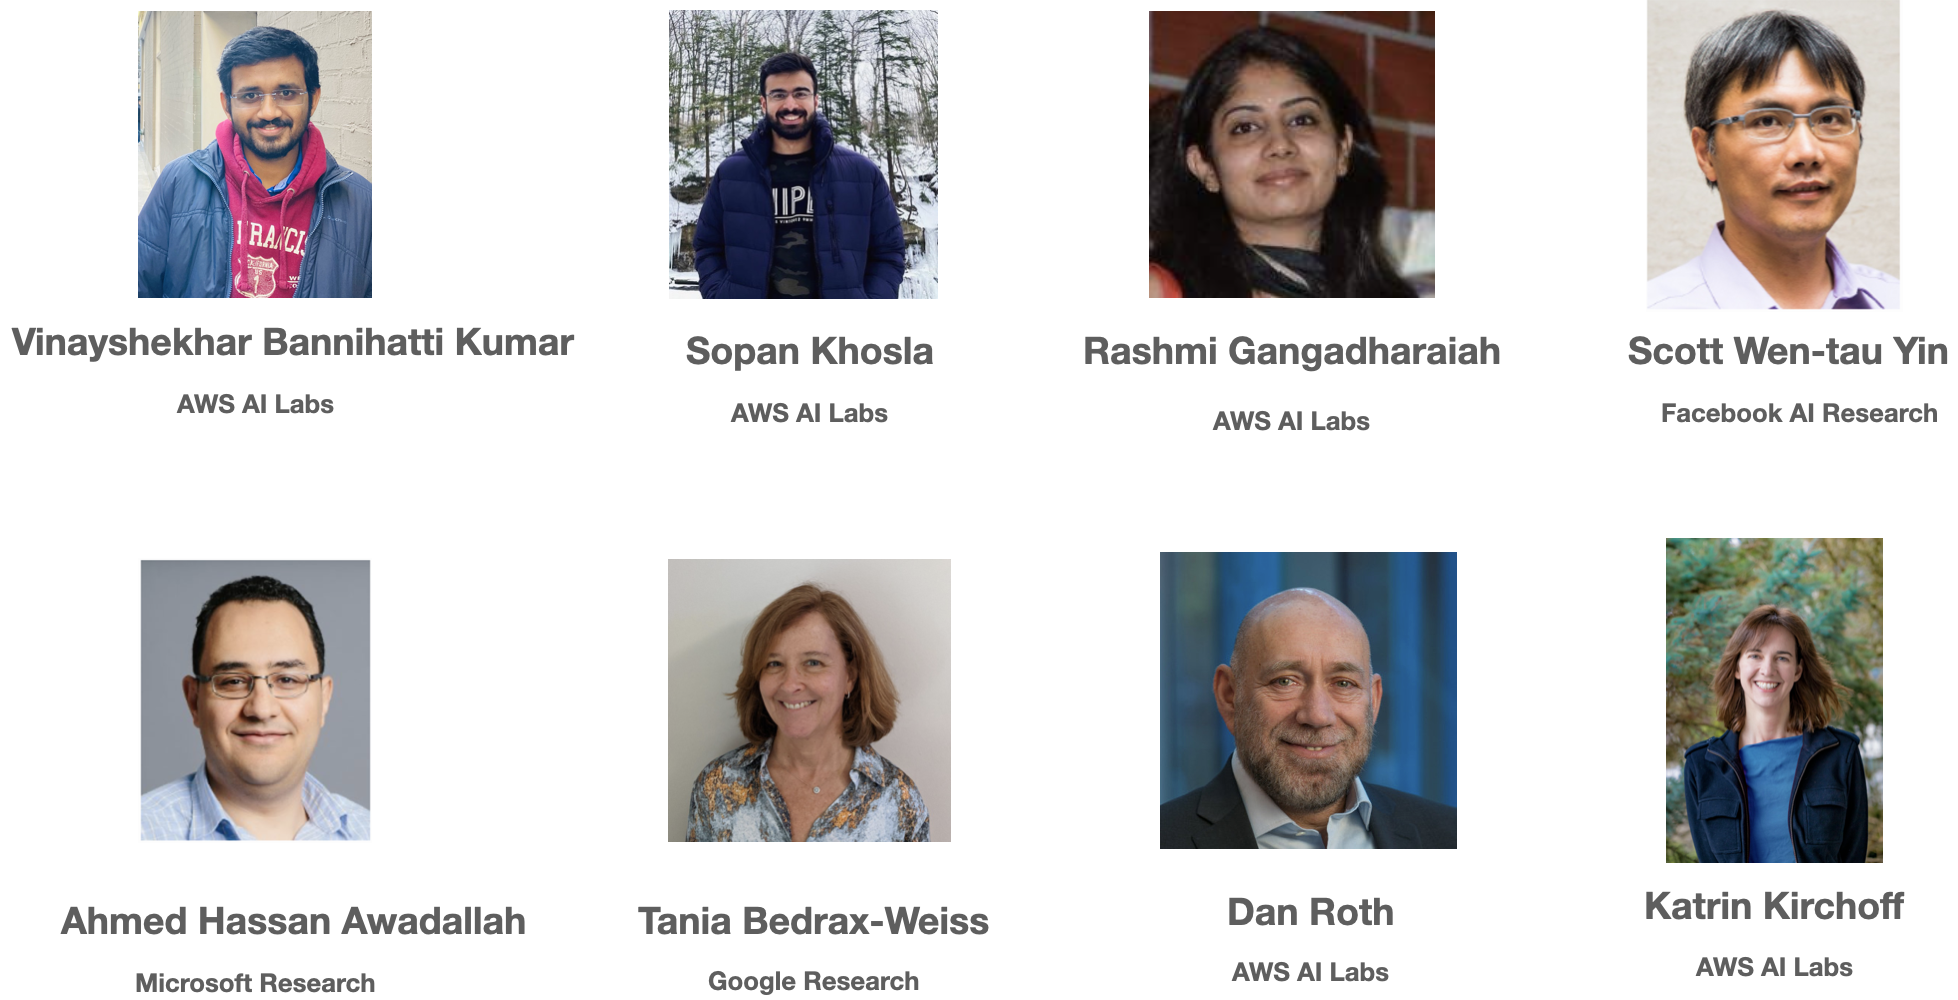 Vinayshekhar Bannihatti Kumar
AWS AI Labs
Sopan Khosla
AWS AI Labs
Rashmi Gangadharaiah
AWS AI Labs
Scott Wen-tau Yin
Facebook AI Research
Ahmed Hassan Awadallah
Microsoft Research
Tania Bedrax-Weiss
Google Research
Dan Roth
AWS AI Labs
Katrin Kirchoff
AWS AI Labs